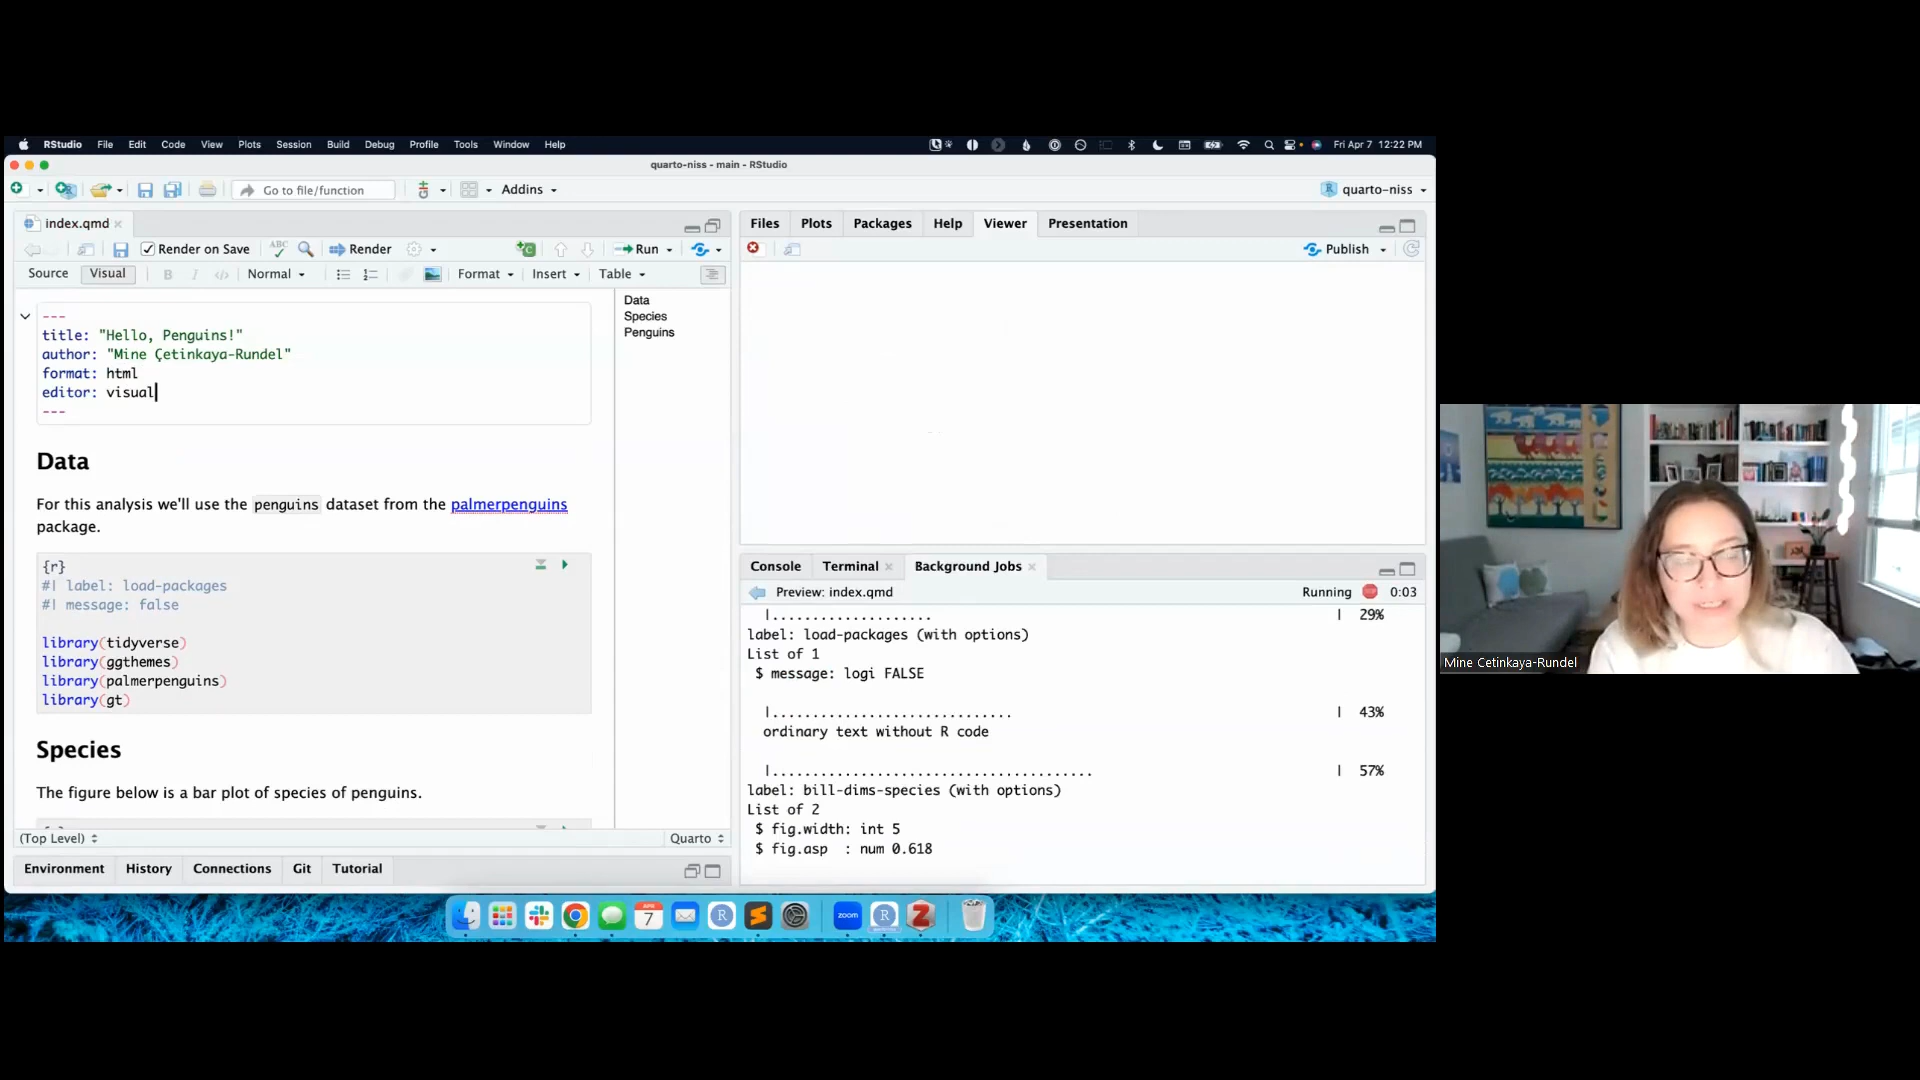 RStudio File Edit Code View Plots Session Build Debug Profile Tools Window Help
Fri Apr 7 12:22 PM
quarto-niss - main - RStudio
Go to file/function
Addins
quarto-niss
index.qmd
Render on Save
ABC
Render
Run
Source Visual
B I </> Normal
Format Insert Table
---
title: "Hello, Penguins!"
author: "Mine Çetinkaya-Rundel"
format: html
editor: visual
---
Data
Species
Penguins
Data
For this analysis we'll use the penguins dataset from the palmerpenguins
package.
{r}
#| label: load-packages
#| message: false
library(tidyverse)
library(ggthemes)
library(palmerpenguins)
library(gt)
Species
The figure below is a bar plot of species of penguins.
(Top Level)
Quarto
Environment History Connections Git Tutorial
Files Plots Packages Help Viewer Presentation
Publish
Console Terminal Background Jobs
Preview: index.qmd
Running 0:03
|.................... | 29%
label: load-packages (with options)
List of 1
$ message: logi FALSE
|.............................. | 43%
ordinary text without R code
|........................................ | 57%
label: bill-dims-species (with options)
List of 2
$ fig.width: int 5
$ fig.asp : num 0.618
APR
7
R
zoom
R
Z
Mine Cetinkaya-Rundel